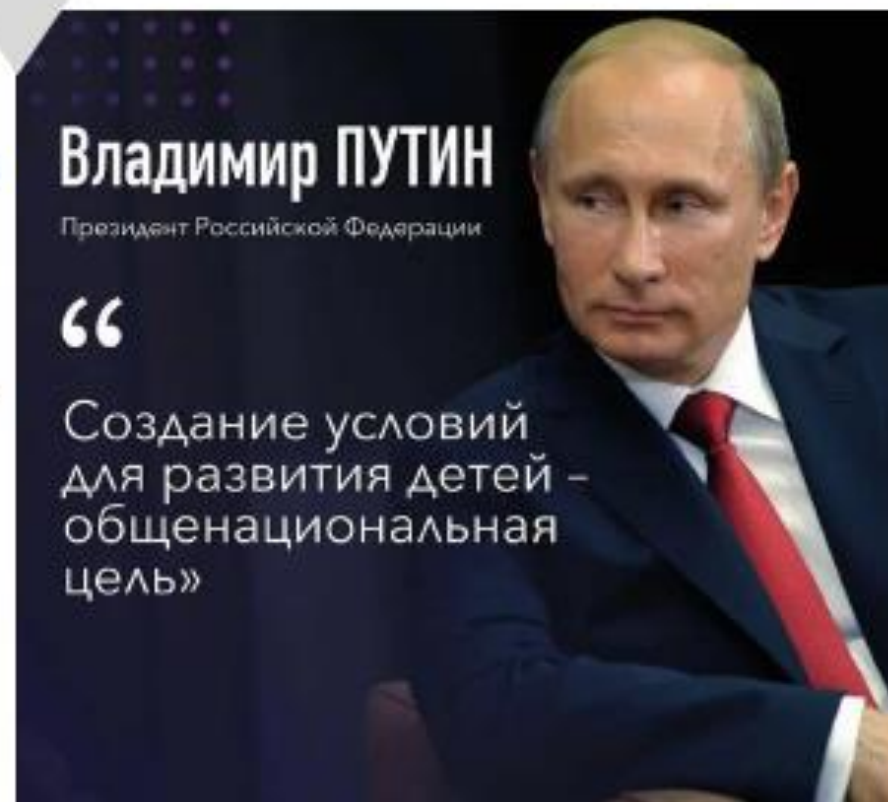 Владимир ПУТИН
Президент Российской Федерации
“
Создание условий
для развития детей –
общенациональная
цель»